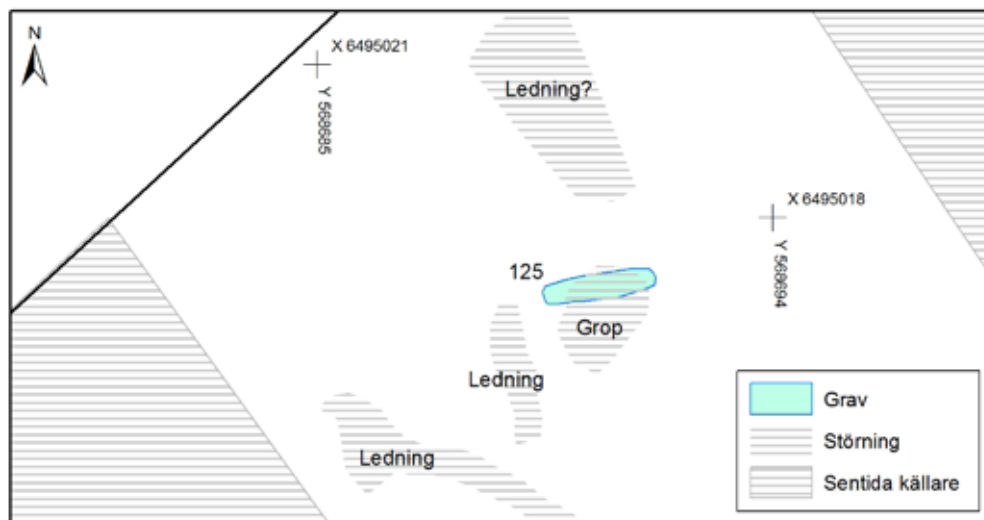 N
X 6495021
Y 568685
Ledning?
X 6495018
Y 568694
125
Grop
Ledning
Ledning
Grav
Störning
Sentida källare